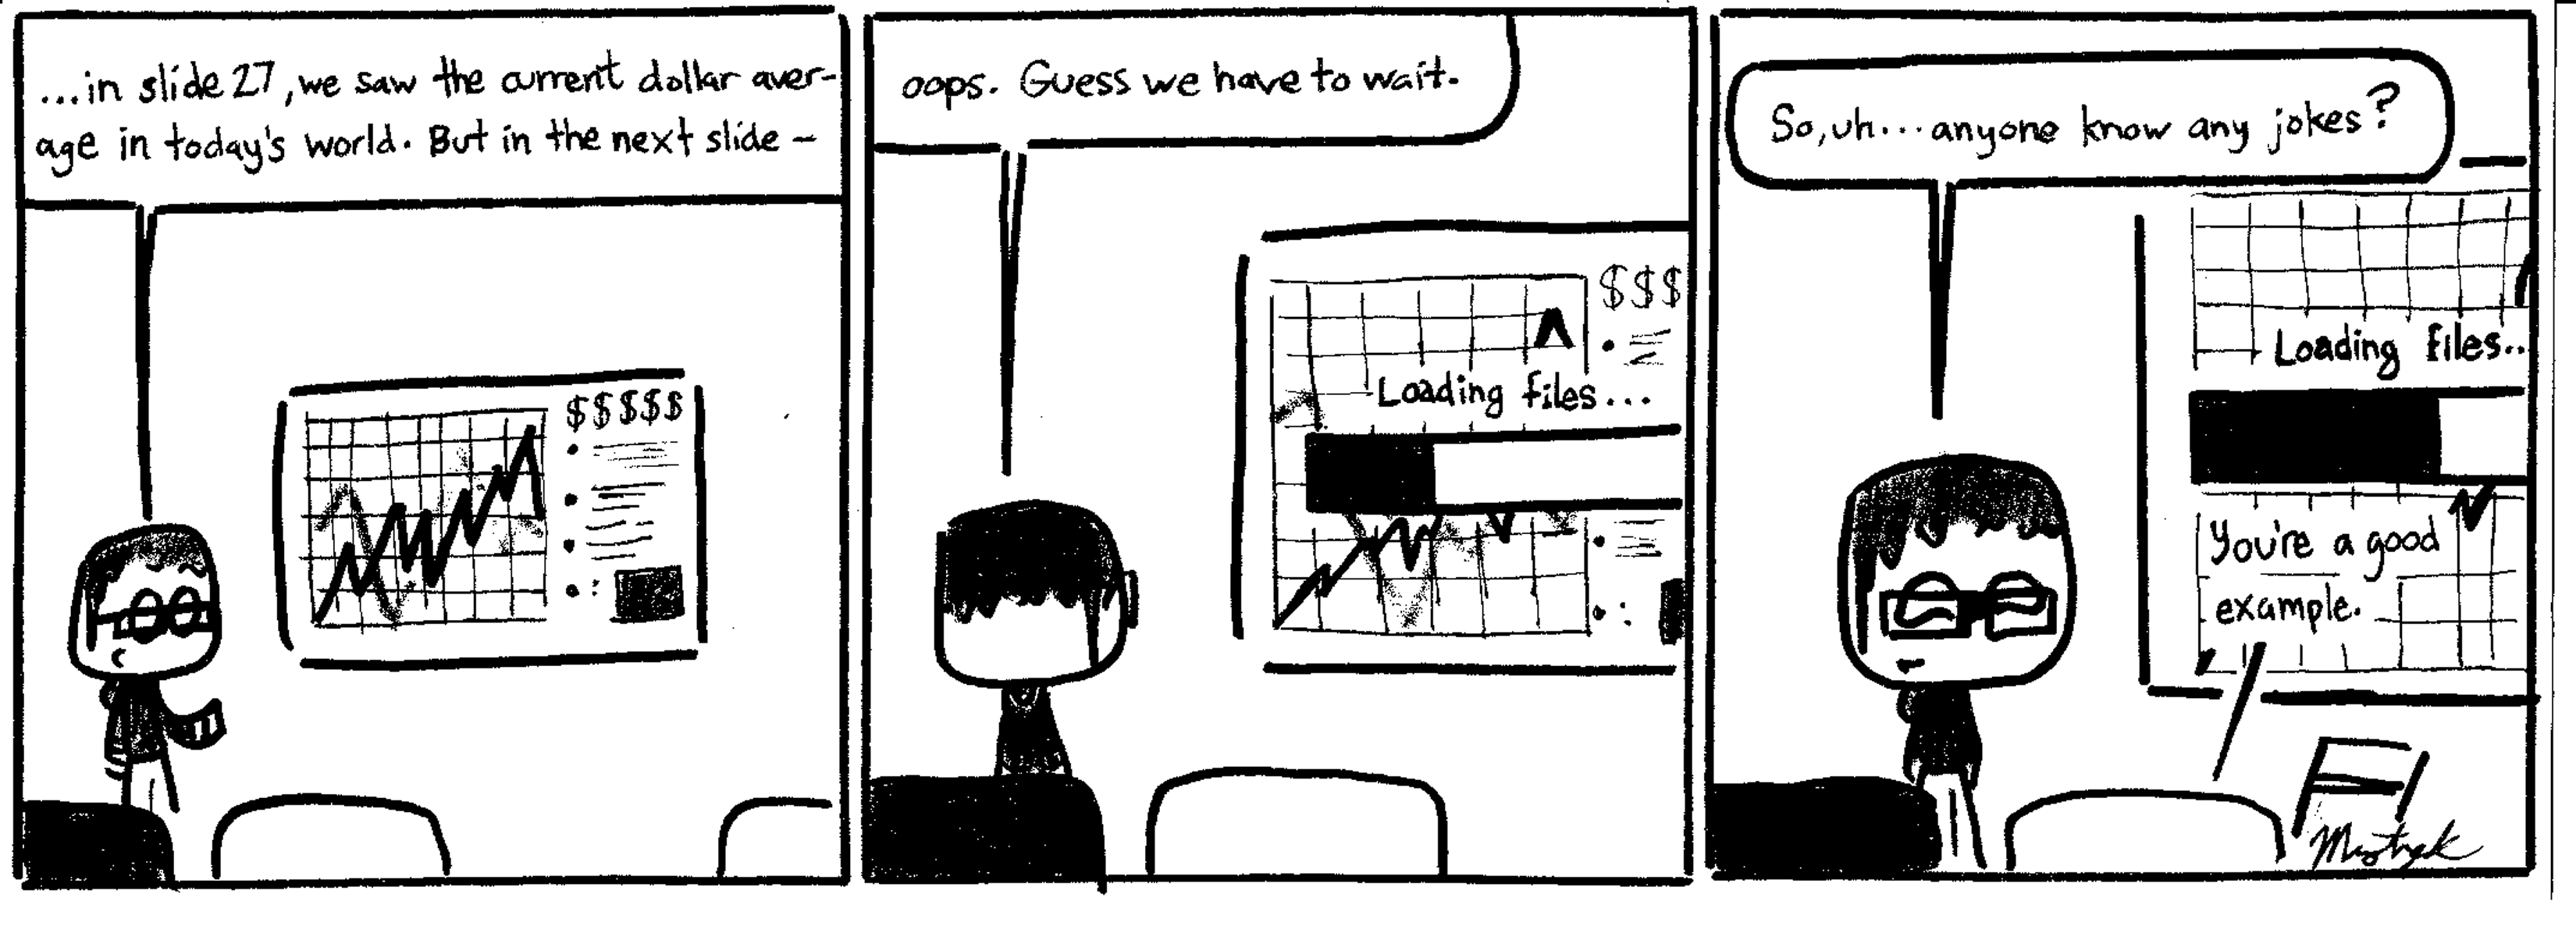 ...in slide 27, we saw the current dollar aver-
age in today's world. But in the next slide -
$$$$$
oops. Guess we have to wait.
$$$
Loading files...
So, uh... anyone know any jokes?
Loading files..
You're a good
example.